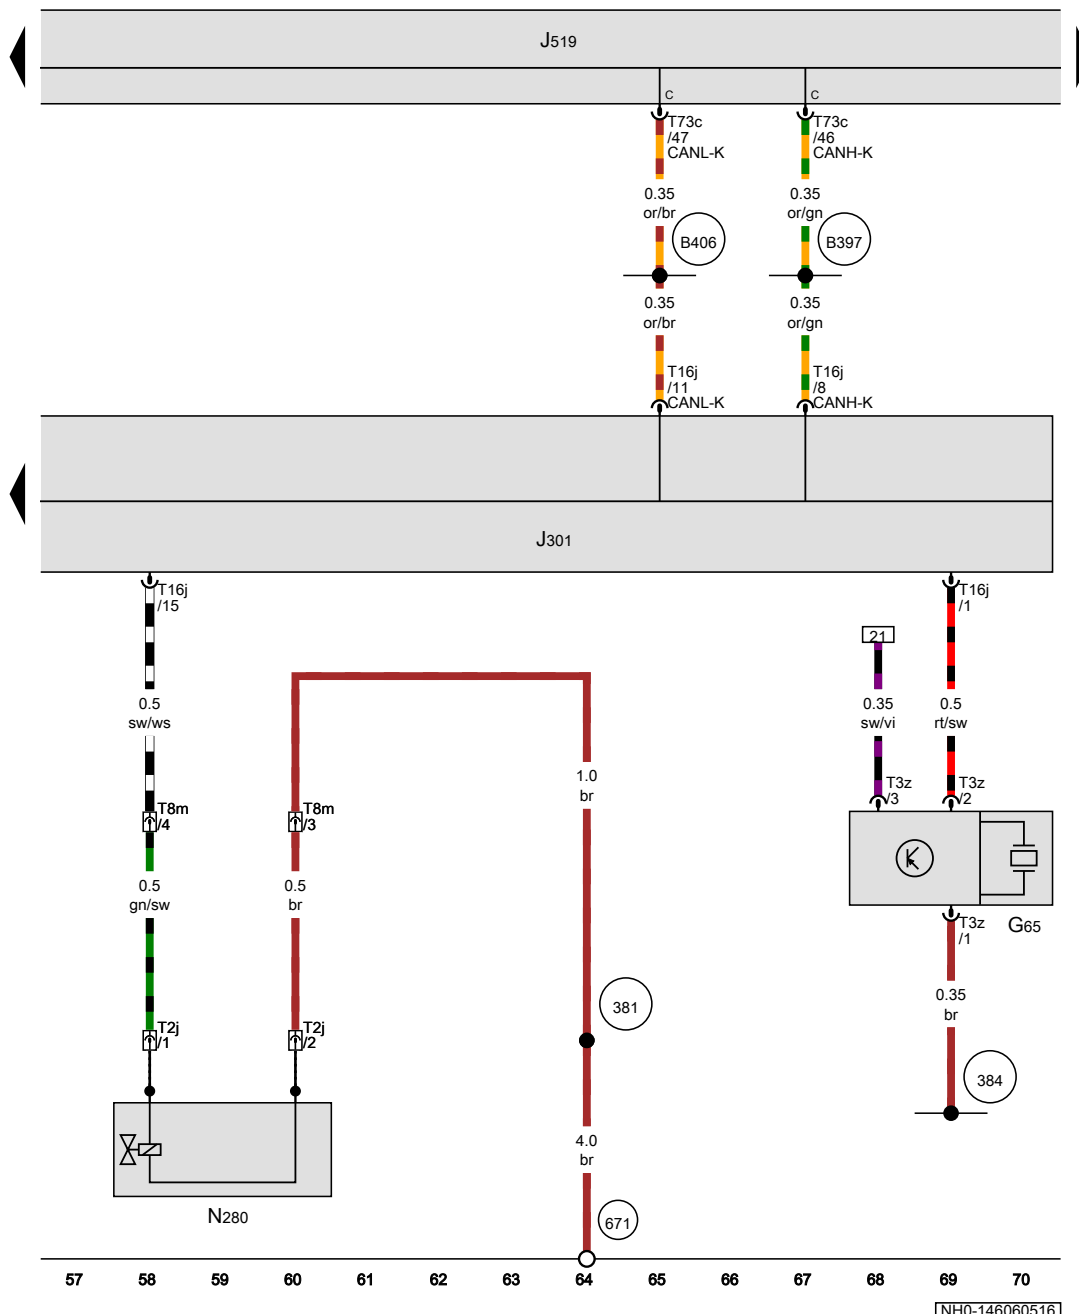 J519
c
c
T73c
/47
CANL-K
T73c
/46
CANH-K
0.35
or/br
0.35
or/gn
B406
B397
0.35
or/br
0.35
or/gn
T16j
/11
CANL-K
T16j
/8
CANH-K
J301
T16j
/15
T16j
/1
21
0.5
sw/ws
0.35
sw/vi
0.5
rt/sw
1.0
br
T3z
/3
T3z
/2
T8m
/4
T8m
/3
0.5
gn/sw
0.5
br
T3z
/1
G65
0.35
br
381
T2j
/1
T2j
/2
384
4.0
br
N280
671
57 58 59 60 61 62 63 64 65 66 67 68 69 70
NH0-146060516